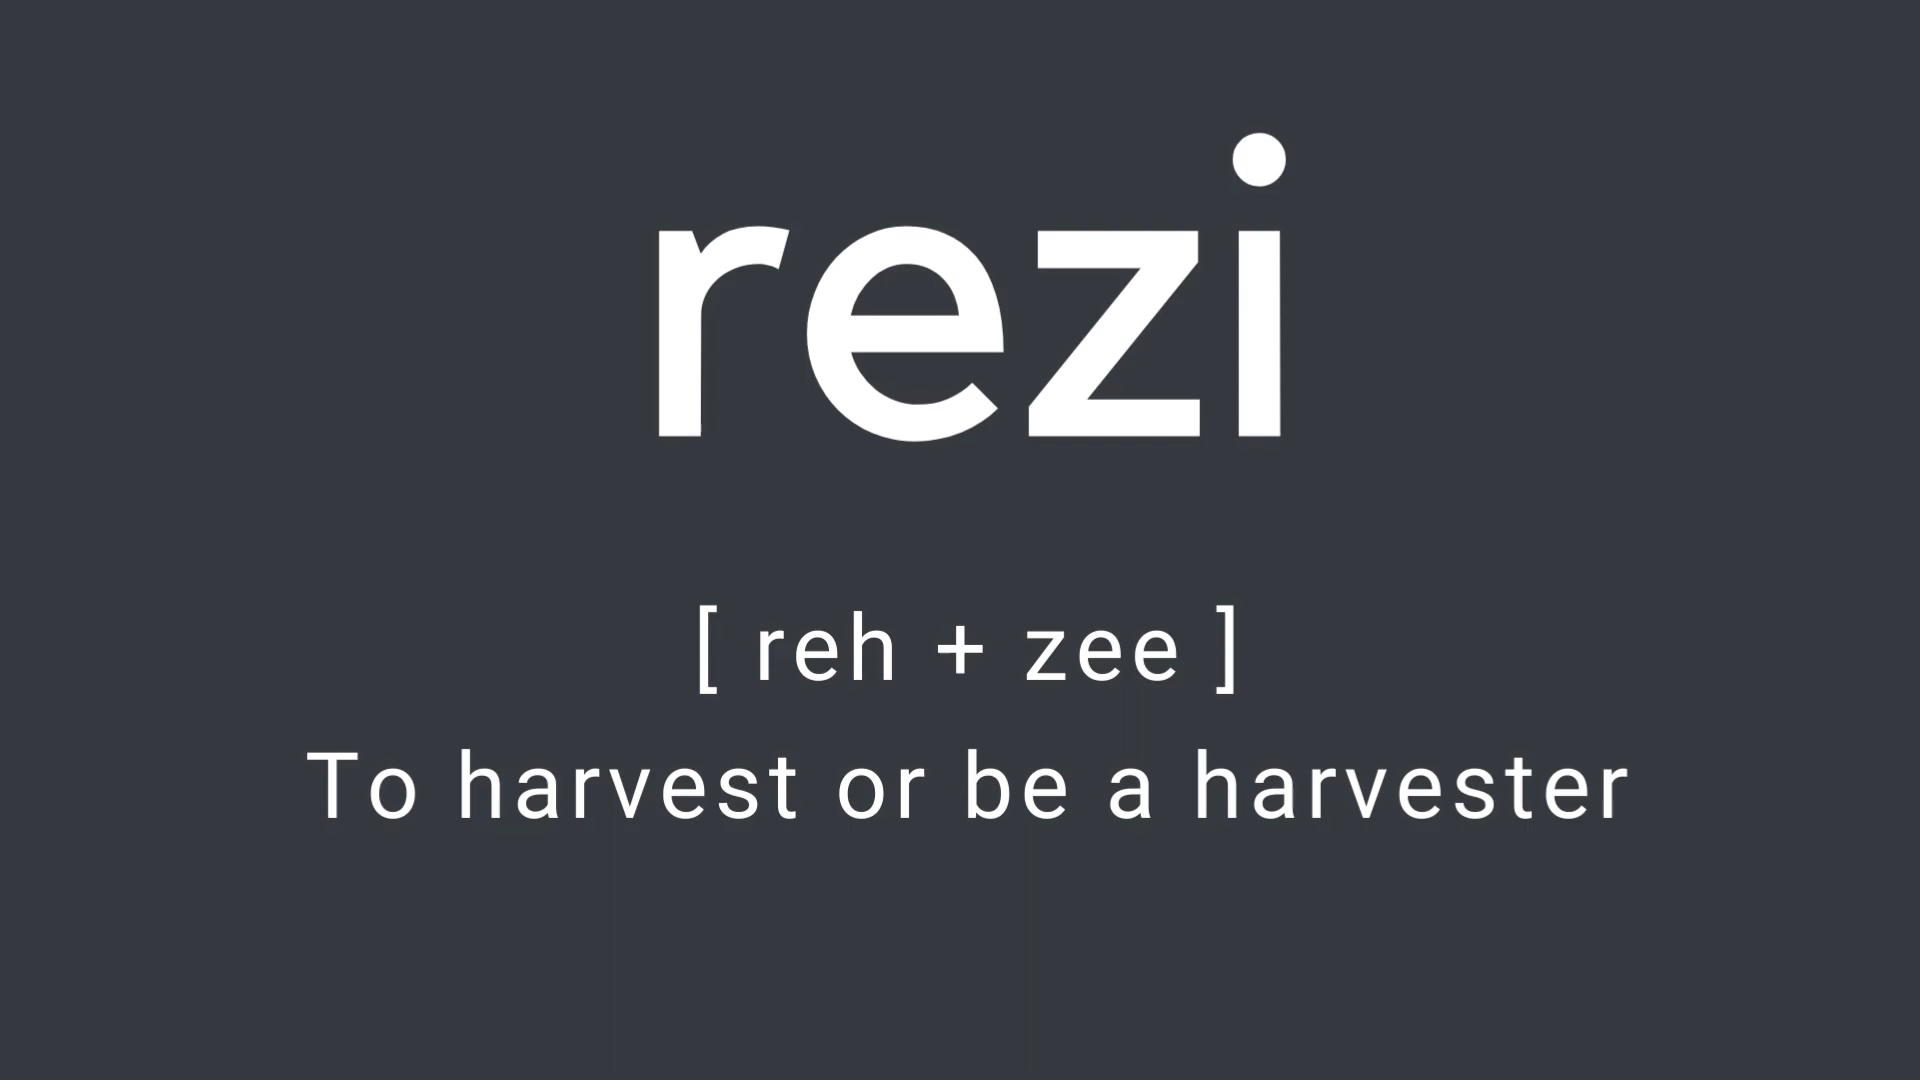 rezi
[ reh + zee ]
To harvest or be a harvester